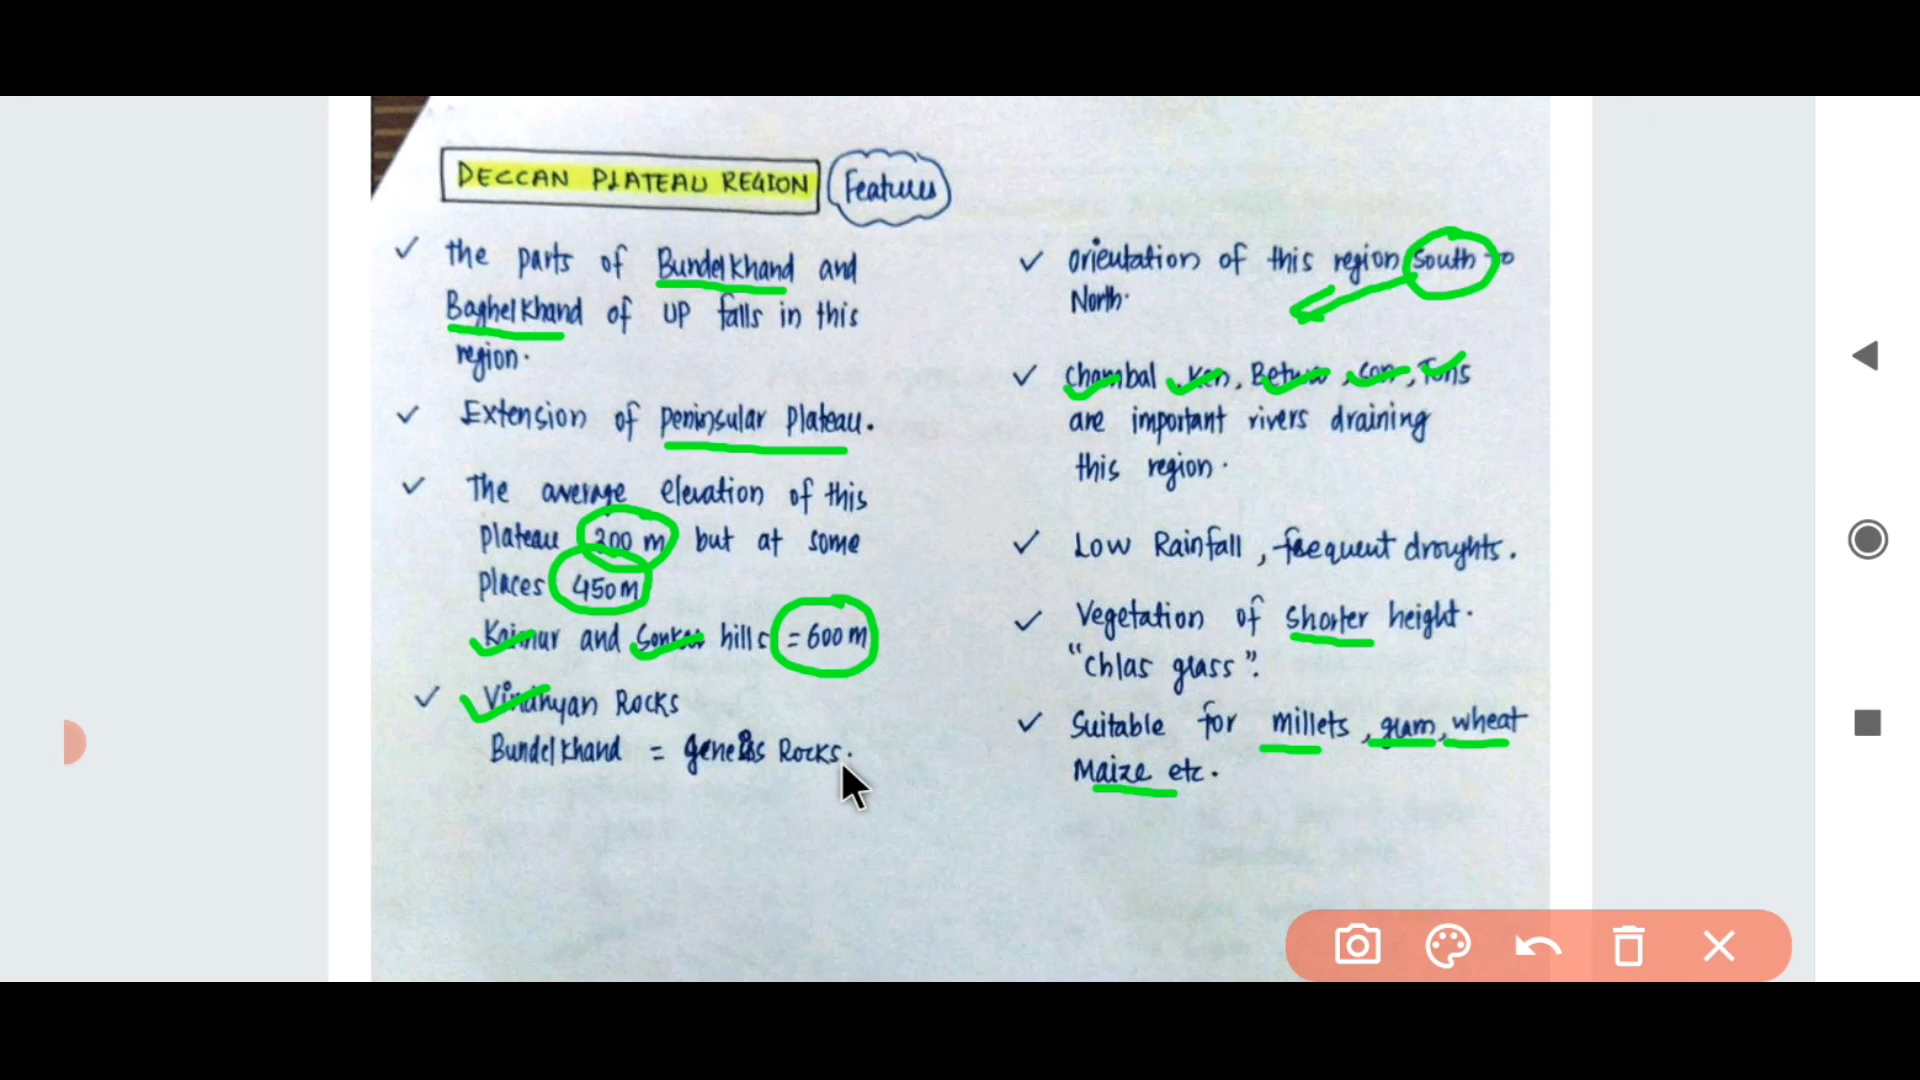 DECCAN PLATEAU REGION Features
✓ The parts of Bundelkhand and
Baghelkhand of UP falls in this
region.
✓ Extension of Peninsular Plateau.
✓ The average elevation of this
Plateau 300 m but at some
Places 450m
Kaimur and Sonkar hills = 600 m
✓ Vindhyan Rocks
Bundelkhand = Rocks.
✓ orientation of this region South to
North.
✓ Chambal, Ken, Betwa, Son, Tons
are important rivers draining
this region.
✓ Low Rainfall, frequent droughts.
✓ Vegetation of shorter height.
"chlas grass".
✓ Suitable for millets, gram, wheat
Maize etc.